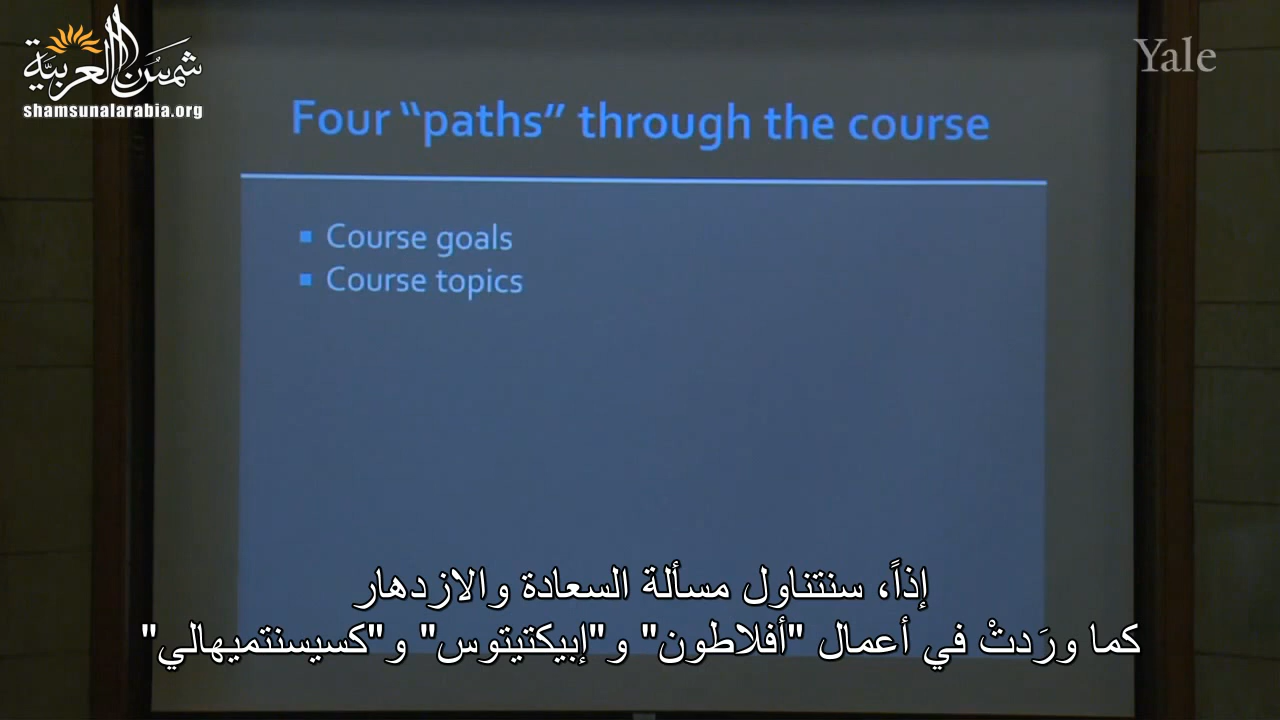 شمس العربية
shamsunalarabia.org
Yale
Four “paths” through the course
Course goals
Course topics
إذاً، سنتناول مسألة السعادة والازدهار
كما ورَدتْ في أعمال "أفلاطون" و"إبيكتيتوس" و"كسيسنتميهالي"